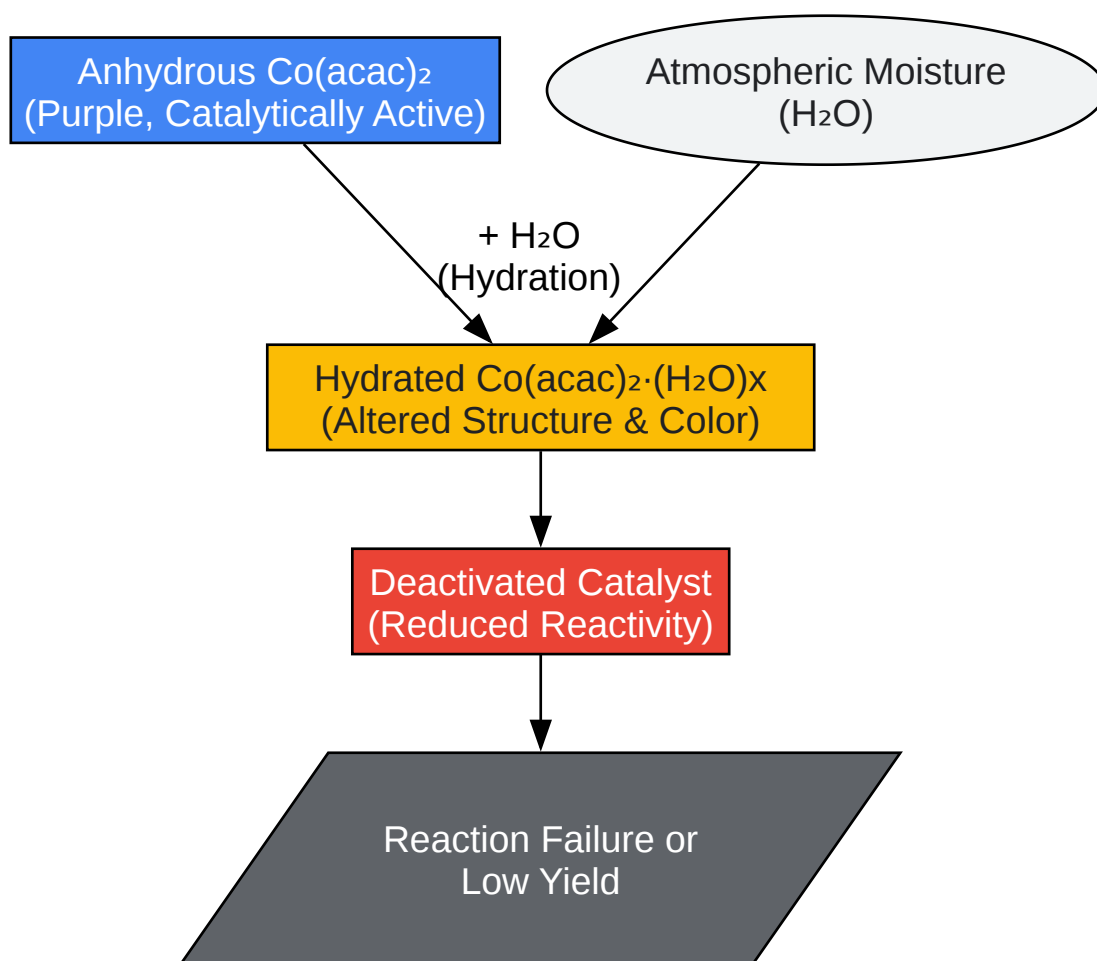 Anhydrous Co(acac)₂
(Purple, Catalytically Active)
Atmospheric Moisture
(H₂O)
+ H₂O
(Hydration)
Hydrated Co(acac)₂·(H₂O)x
(Altered Structure & Color)
Deactivated Catalyst
(Reduced Reactivity)
Reaction Failure or
Low Yield